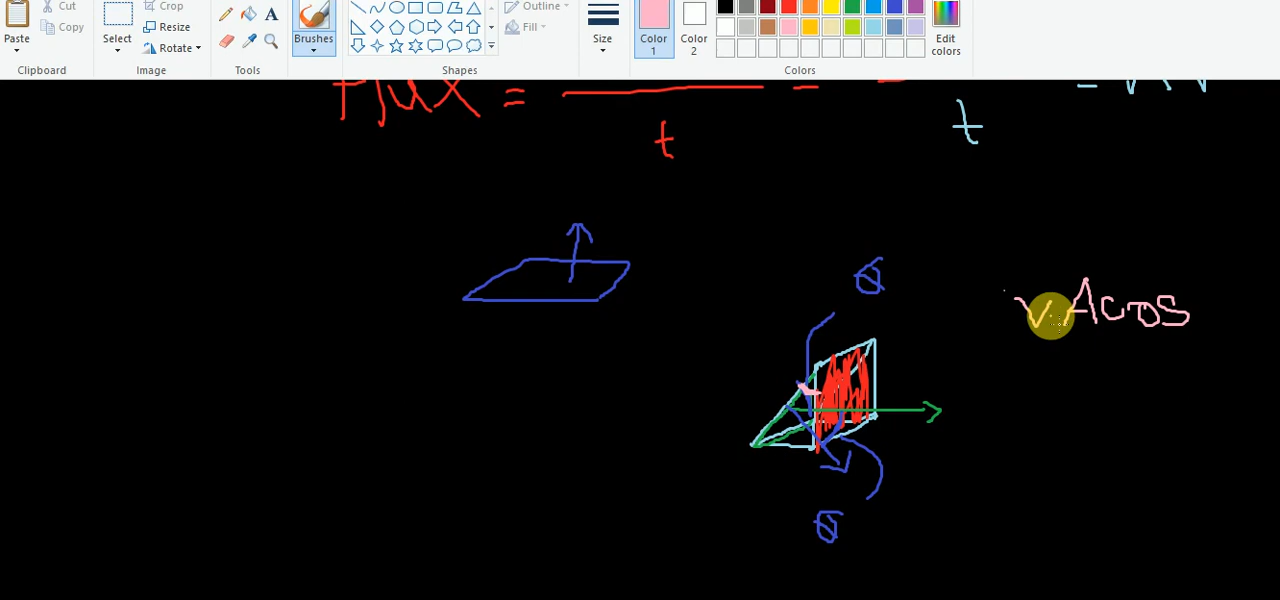 Paste
Cut
Copy
Clipboard
Select
Crop
Resize
Rotate
Image
Tools
A
Brushes
Shapes
Outline
Fill
Size
Color 1
Color 2
Edit colors
Colors
flux = =
t
t
= VA
θ
V ACOS
θ